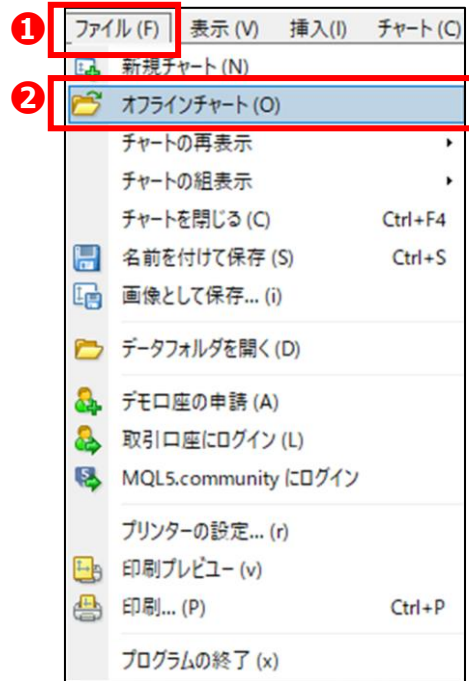 ❶ ファイル (F) 表示 (V) 挿入(I) チャート (C)
新規チャート (N)
❷ オフラインチャート (O)
チャートの再表示
チャートの組表示
チャートを閉じる (C) Ctrl+F4
名前を付けて保存 (S) Ctrl+S
画像として保存... (i)
データフォルダを開く (D)
デモ口座の申請 (A)
取引口座にログイン (L)
MQL5.community にログイン
プリンターの設定... (r)
印刷プレビュー (v)
印刷... (P) Ctrl+P
プログラムの終了 (x)